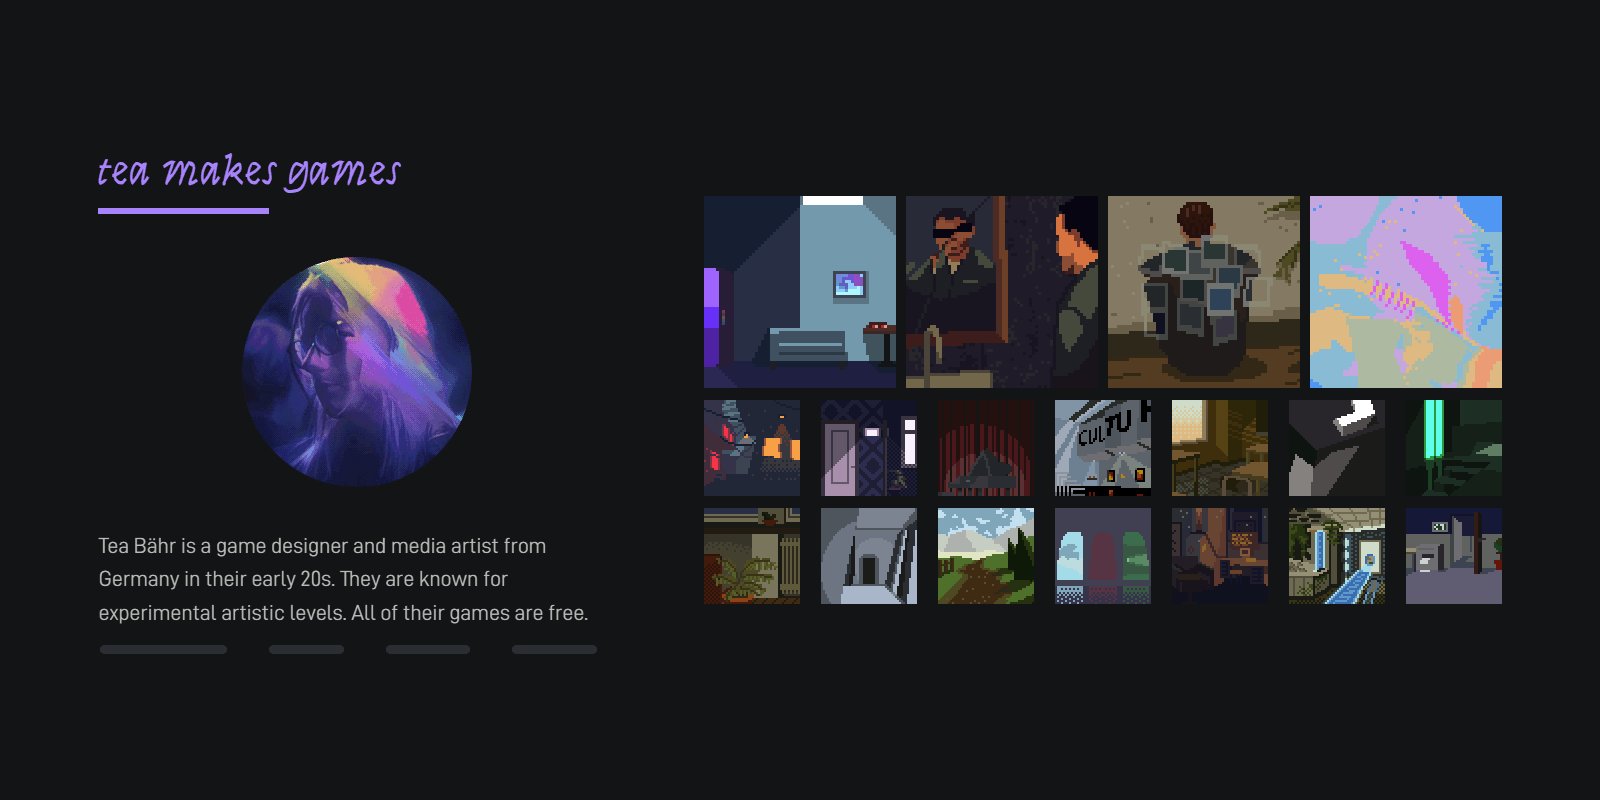 tea makes games
Tea Bähr is a game designer and media artist from
Germany in their early 20s. They are known for
experimental artistic levels. All of their games are free.
CULTU